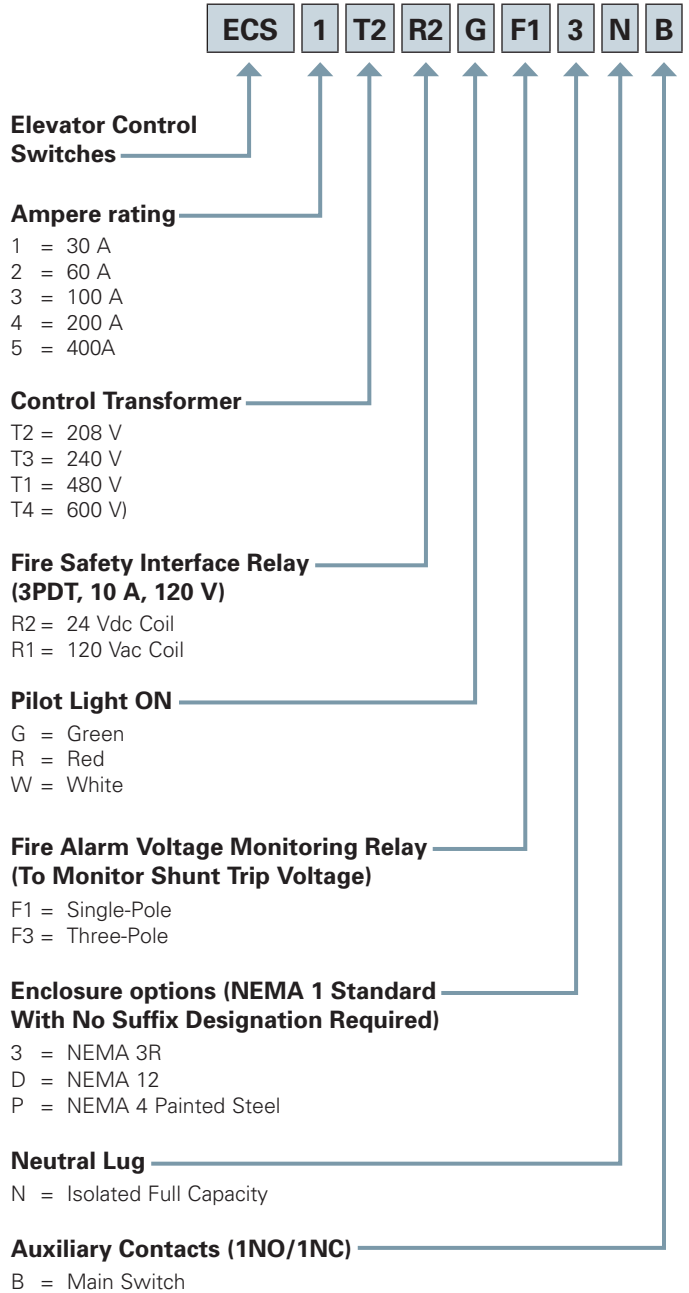 ECS 1 T2 R2 G F1 3 N B
Elevator Control
Switches
Ampere rating
1 = 30 A
2 = 60 A
3 = 100 A
4 = 200 A
5 = 400A
Control Transformer
T2 = 208 V
T3 = 240 V
T1 = 480 V
T4 = 600 V)
Fire Safety Interface Relay
(3PDT, 10 A, 120 V)
R2 = 24 Vdc Coil
R1 = 120 Vac Coil
Pilot Light ON
G = Green
R = Red
W = White
Fire Alarm Voltage Monitoring Relay
(To Monitor Shunt Trip Voltage)
F1 = Single-Pole
F3 = Three-Pole
Enclosure options (NEMA 1 Standard
With No Suffix Designation Required)
3 = NEMA 3R
D = NEMA 12
P = NEMA 4 Painted Steel
Neutral Lug
N = Isolated Full Capacity
Auxiliary Contacts (1NO/1NC)
B = Main Switch